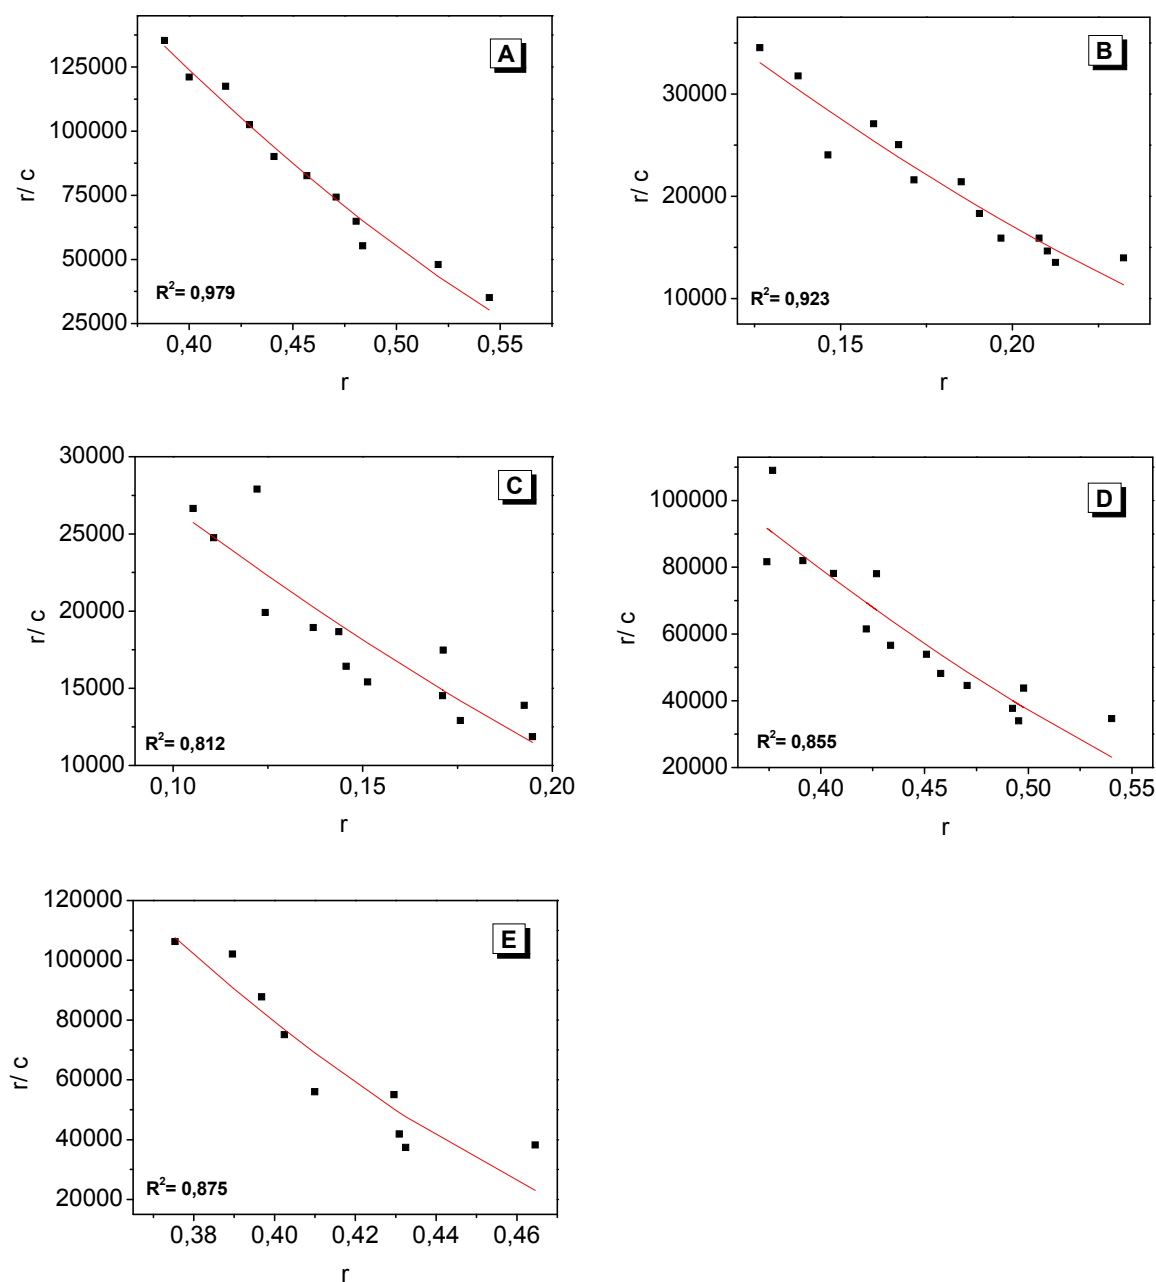 A
125000
100000
75000
50000
25000
r/ c
R²= 0,979
0,40 0,45 0,50 0,55
r
B
30000
20000
10000
r/ c
R²= 0,923
0,15 0,20
r
C
30000
25000
20000
15000
10000
r/ c
R²= 0,812
0,10 0,15 0,20
r
D
100000
80000
60000
40000
20000
r/ c
R²= 0,855
0,40 0,45 0,50 0,55
r
E
120000
100000
80000
60000
40000
20000
r/ c
R²= 0,875
0,38 0,40 0,42 0,44 0,46
r